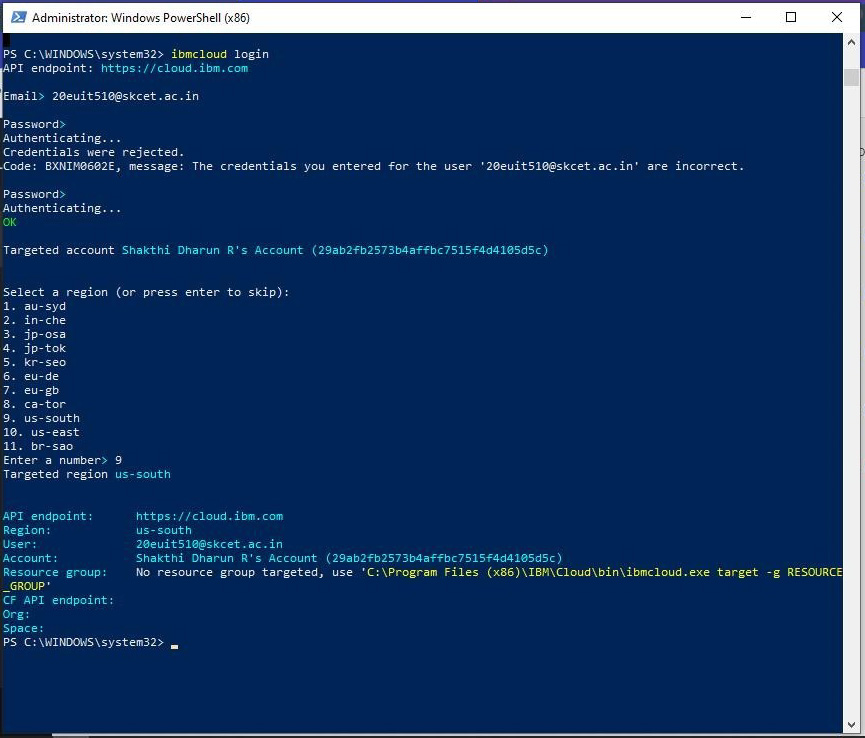 Administrator: Windows PowerShell (x86)
PS C:\WINDOWS\system32> ibmcloud login
API endpoint: https://cloud.ibm.com
Email> 20euit510@skcet.ac.in
Password>
Authenticating...
Credentials were rejected.
Code: BXNIM0602E, message: The credentials you entered for the user '20euit510@skcet.ac.in' are incorrect.
Password>
Authenticating...
OK
Targeted account Shakthi Dharun R's Account (29ab2fb2573b4affbc7515f4d4105d5c)
Select a region (or press enter to skip):
1. au-syd
2. in-che
3. jp-osa
4. jp-tok
5. kr-seo
6. eu-de
7. eu-gb
8. ca-tor
9. us-south
10. us-east
11. br-sao
Enter a number> 9
Targeted region us-south
API endpoint: https://cloud.ibm.com
Region: us-south
User: 20euit510@skcet.ac.in
Account: Shakthi Dharun R's Account (29ab2fb2573b4affbc7515f4d4105d5c)
Resource group: No resource group targeted, use 'C:\Program Files (x86)\IBM\Cloud\bin\ibmcloud.exe target -g RESOURCE
_GROUP'
CF API endpoint:
Org:
Space:
PS C:\WINDOWS\system32>